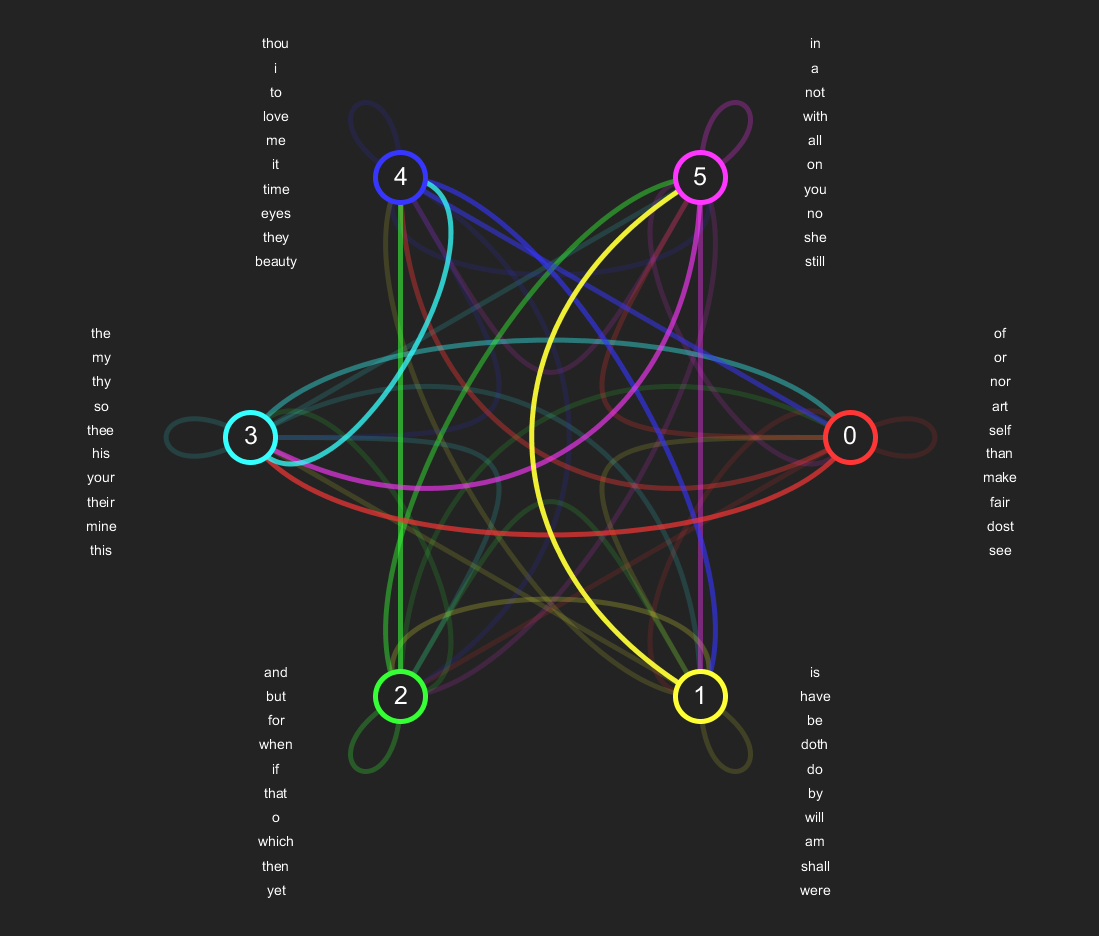 thou
i
to
love
me
it
time
eyes
they
beauty
in
a
not
with
all
on
you
no
she
still
4
5
the
my
thy
so
thee
his
your
their
mine
this
3
0
of
or
nor
art
self
than
make
fair
dost
see
2
1
and
but
for
when
if
that
o
which
then
yet
is
have
be
doth
do
by
will
am
shall
were